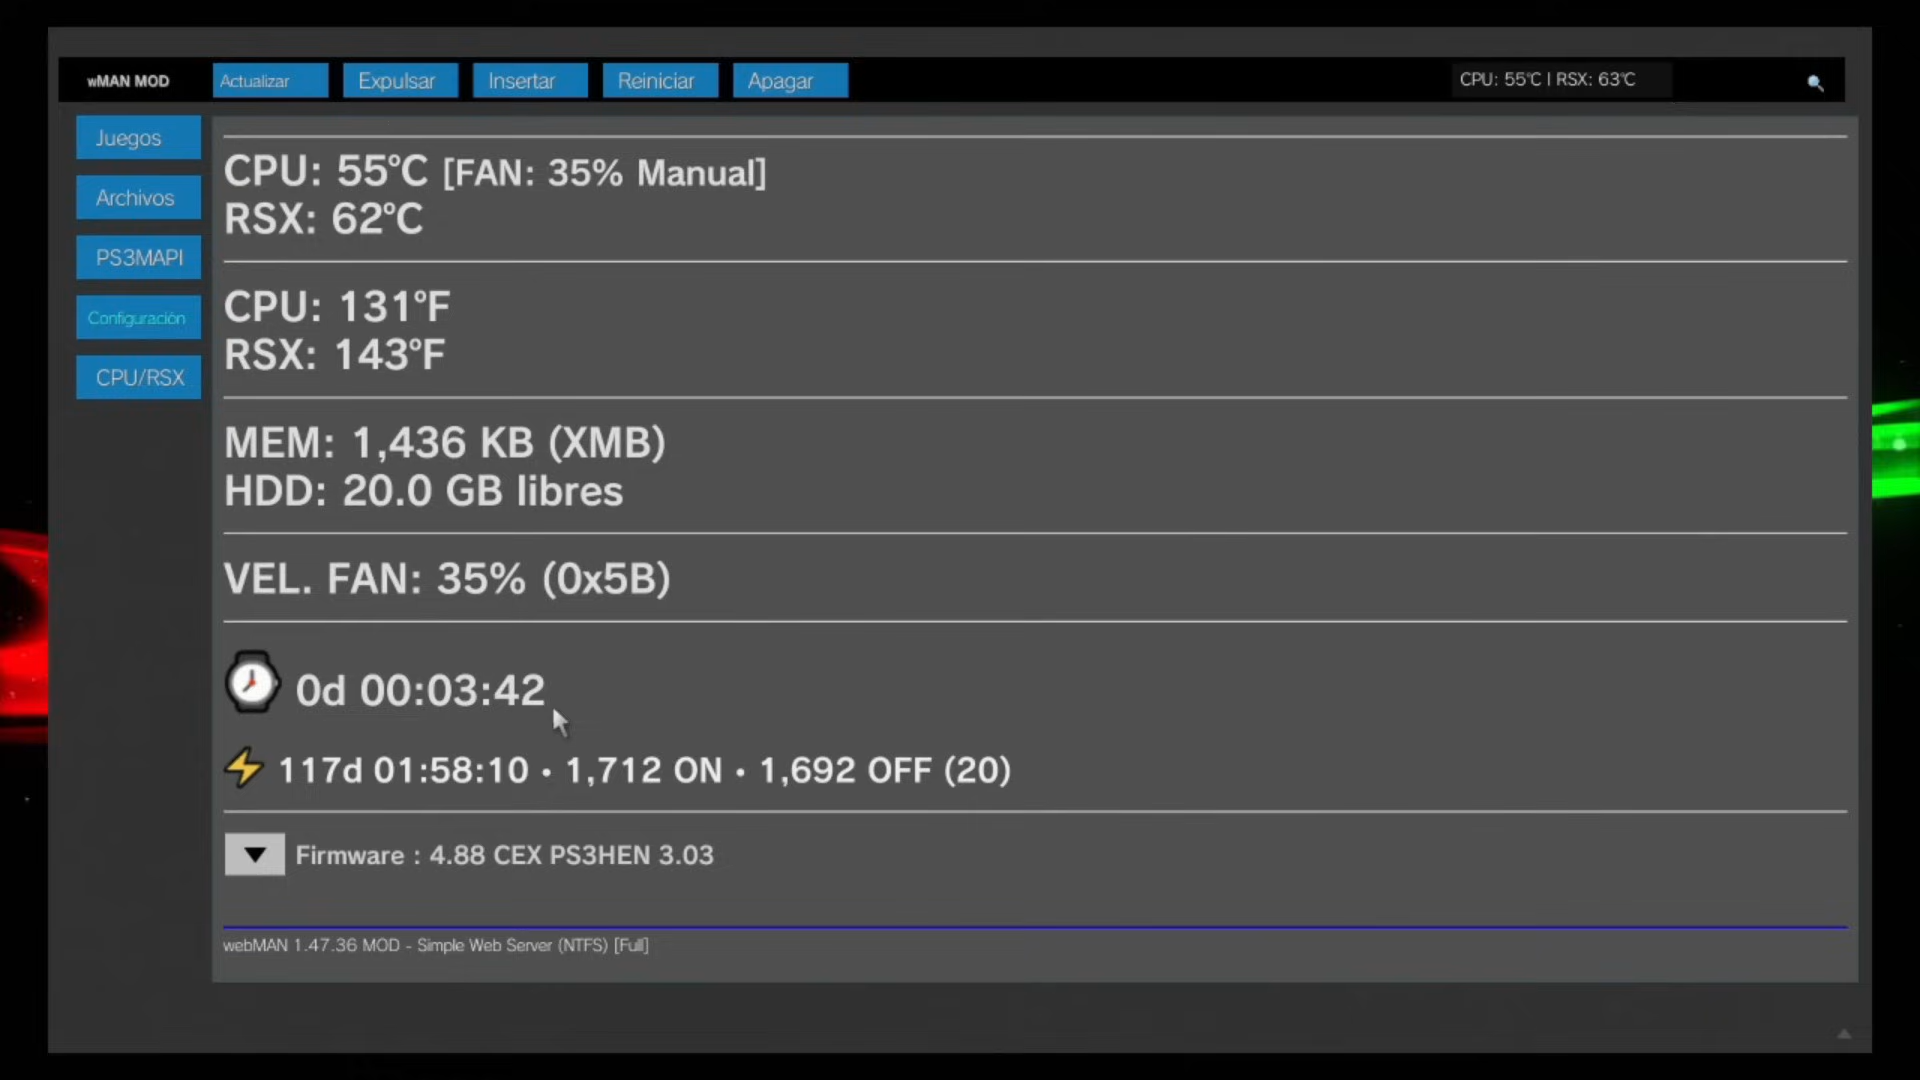 wMAN MOD
Actualizar
Expulsar
Insertar
Reiniciar
Apagar
CPU: 55°C | RSX: 63°C
Juegos
Archivos
PS3MAPI
Configuración
CPU/RSX
CPU: 55°C [FAN: 35% Manual]
RSX: 62°C
CPU: 131°F
RSX: 143°F
MEM: 1,436 KB (XMB)
HDD: 20.0 GB libres
VEL. FAN: 35% (0x5B)
0d 00:03:42
117d 01:58:10 • 1,712 ON • 1,692 OFF (20)
Firmware : 4.88 CEX PS3HEN 3.03
webMAN 1.47.36 MOD - Simple Web Server (NTFS) [Full]